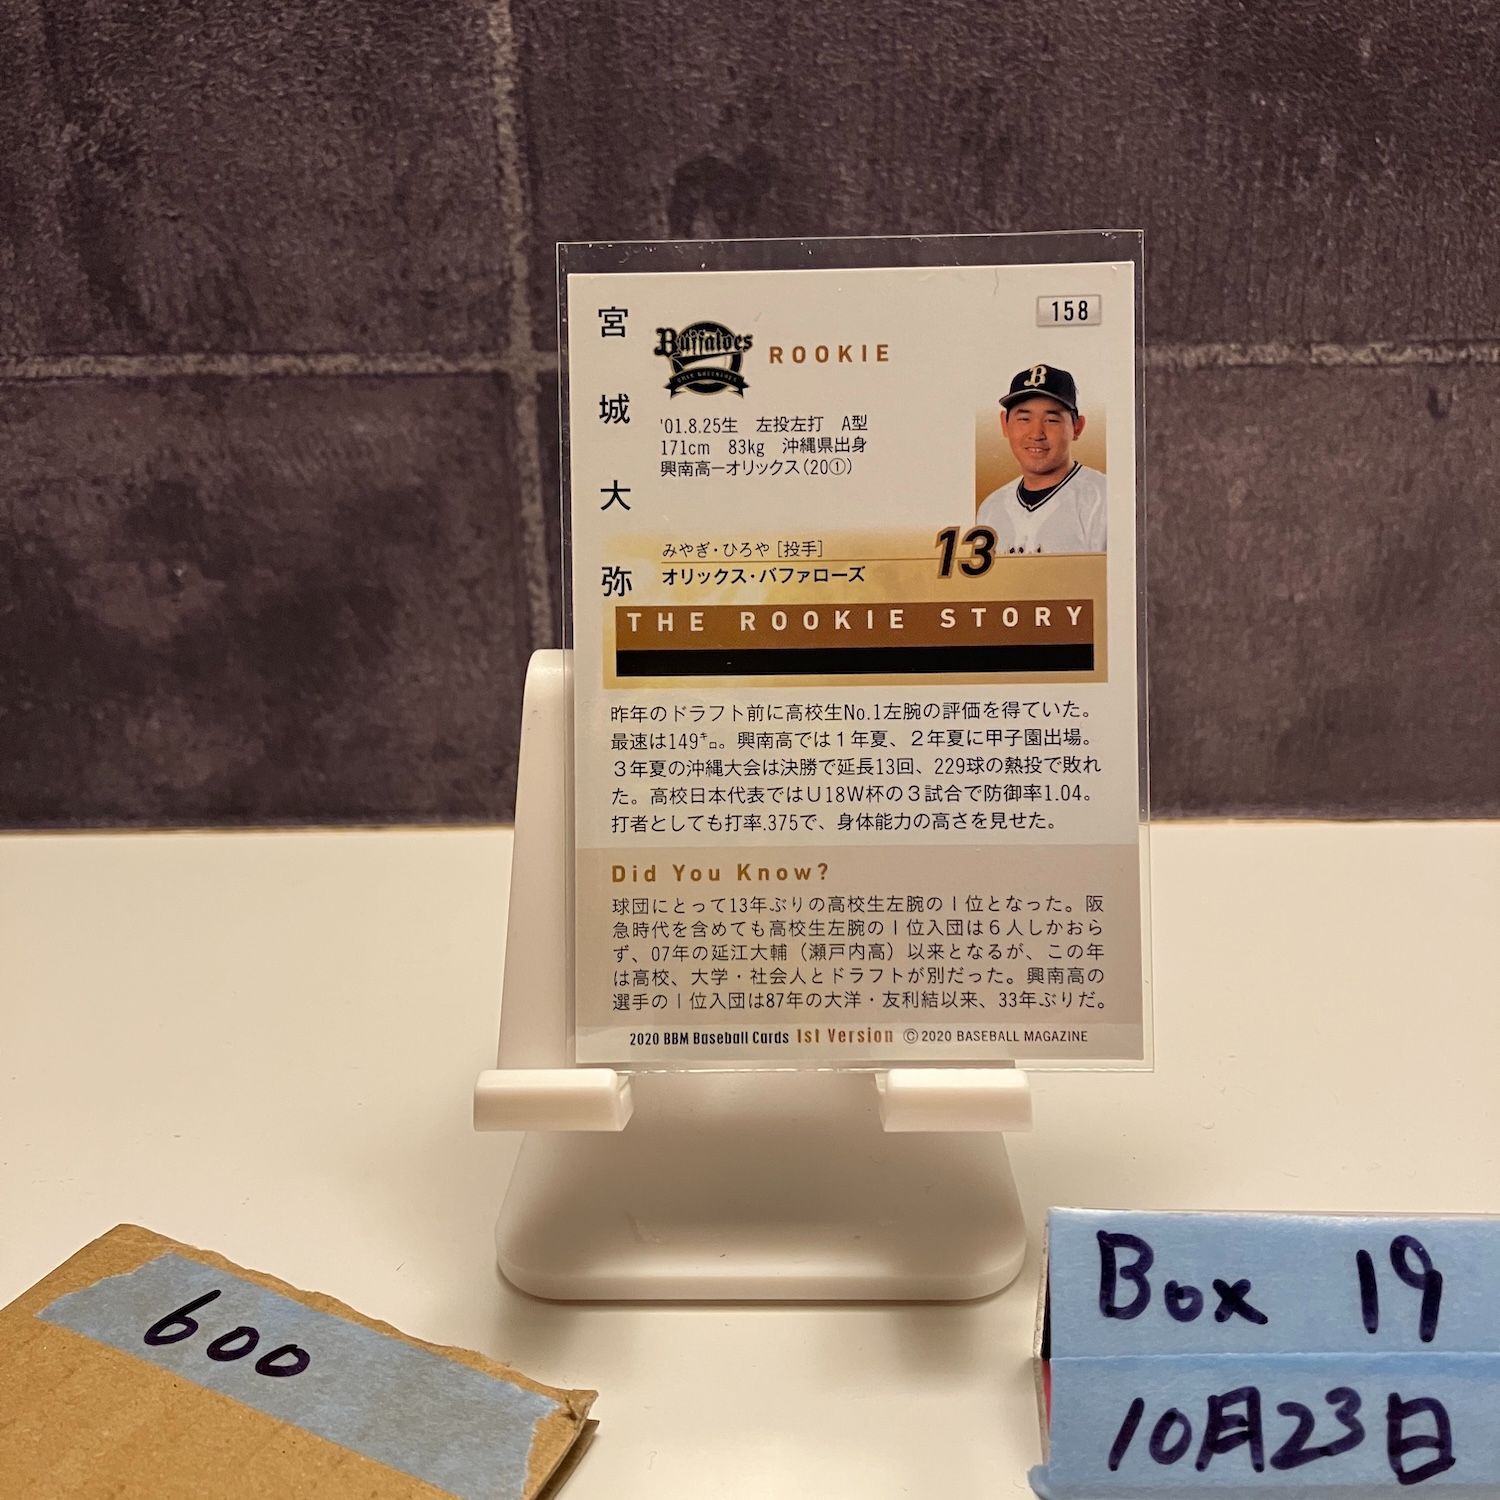 158
宮城大弥
Buffaloes
ROOKIE
'01.8.25生 左投左打 A型
171cm 83kg 沖縄県出身
興南高ーオリックス(20①)
B
みやぎ・ひろや [投手]
オリックス・バファローズ
13
THE ROOKIE STORY
昨年のドラフト前に高校生No.1左腕の評価を得ていた。
最速は149㌔。興南高では１年夏、２年夏に甲子園出場。
３年夏の沖縄大会は決勝で延長13回、229球の熱投で敗れ
た。高校日本代表ではＵ18Ｗ杯の３試合で防御率1.04。
打者としても打率.375で、身体能力の高さを見せた。
Did You Know?
球団にとって13年ぶりの高校生左腕の１位となった。阪
急時代を含めても高校生左腕の１位入団は６人しかおら
ず、07年の延江大輔（瀬戸内高）以来となるが、この年
は高校、大学・社会人とドラフトが別だった。興南高の
選手の１位入団は87年の大洋・友利結以来、33年ぶりだ。
2020 BBM Baseball Cards 1st Version ©2020 BASEBALL MAGAZINE
600
Box 19
10月23日